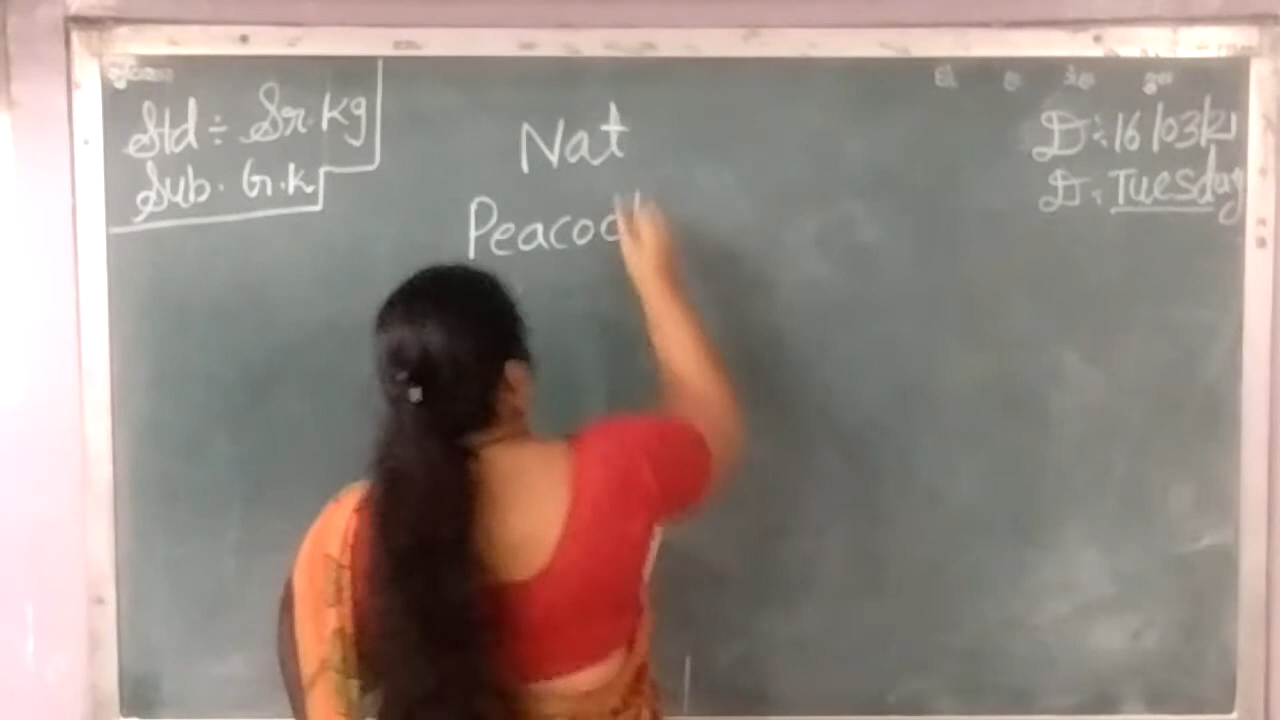 Std ÷ Sr. kg
Sub. G.K
Nat
Peacoc
D ÷ 16/03/21
D. Tuesday